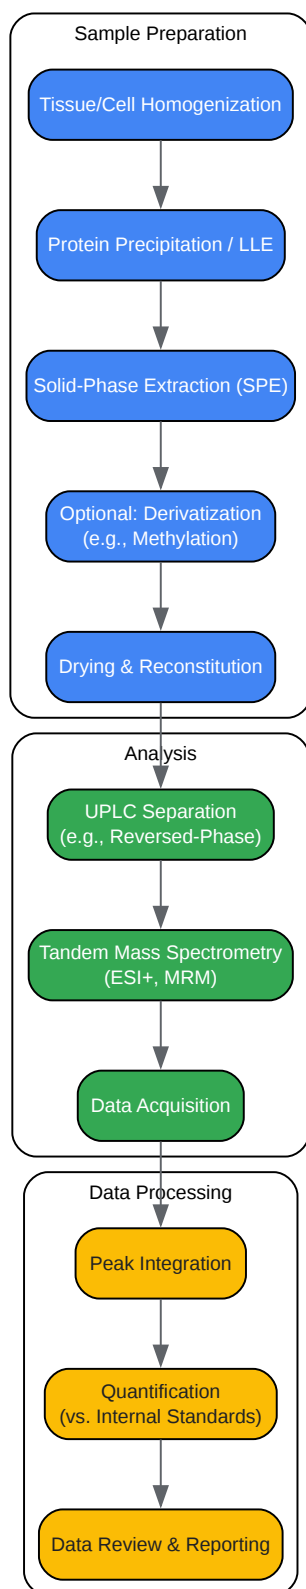 Sample Preparation
Tissue/Cell Homogenization
Protein Precipitation / LLE
Solid-Phase Extraction (SPE)
Optional: Derivatization
(e.g., Methylation)
Drying & Reconstitution
Analysis
UPLC Separation
(e.g., Reversed-Phase)
Tandem Mass Spectrometry
(ESI+, MRM)
Data Acquisition
Data Processing
Peak Integration
Quantification
(vs. Internal Standards)
Data Review & Reporting